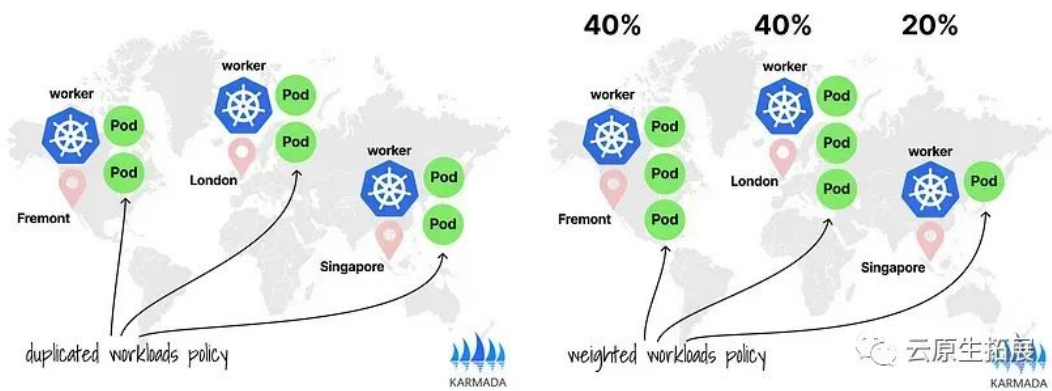 worker
Pod
Pod
Fremont
worker
Pod
Pod
London
worker
Pod
Pod
Singapore
duplicated workloads policy
KARMADA
40%
40%
20%
worker
Pod
Pod
Pod
Fremont
worker
Pod
Pod
Pod
London
worker
Pod
Singapore
weighted workloads policy
云原生拓展
KARMADA